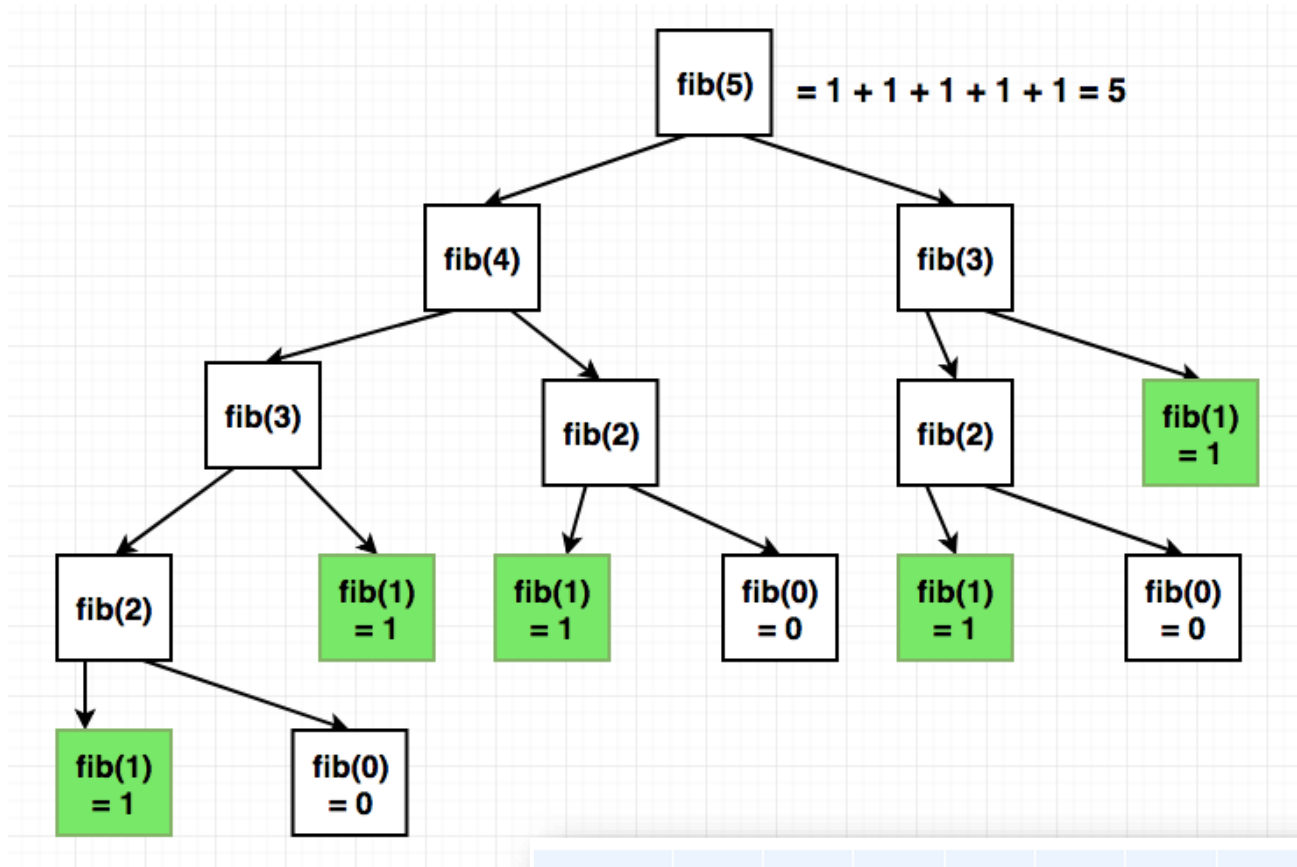 fib(5)
= 1 + 1 + 1 + 1 + 1 = 5
fib(4)
fib(3)
fib(3)
fib(2)
fib(2)
fib(1)
= 1
fib(2)
fib(1)
= 1
fib(1)
= 1
fib(0)
= 0
fib(1)
= 1
fib(0)
= 0
fib(1)
= 1
fib(0)
= 0